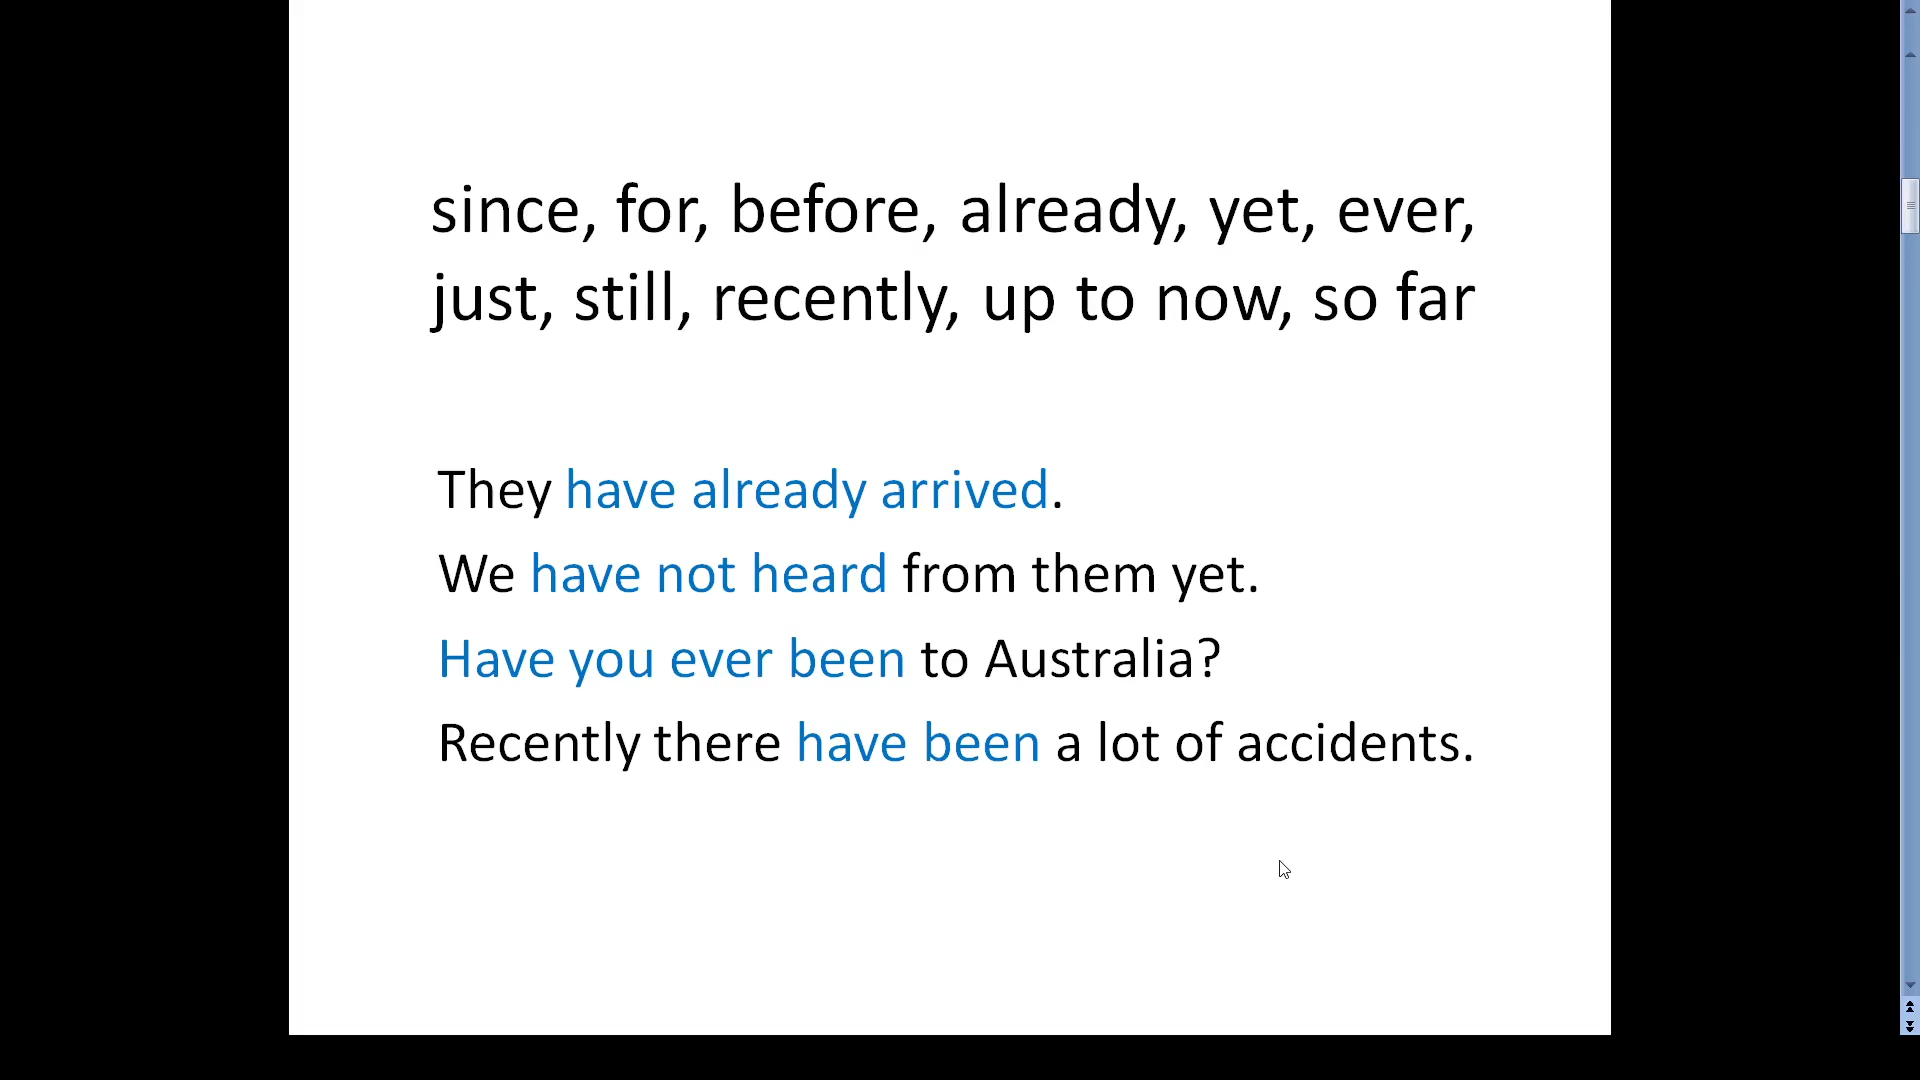 since, for, before, already, yet, ever,
just, still, recently, up to now, so far
They have already arrived.
We have not heard from them yet.
Have you ever been to Australia?
Recently there have been a lot of accidents.